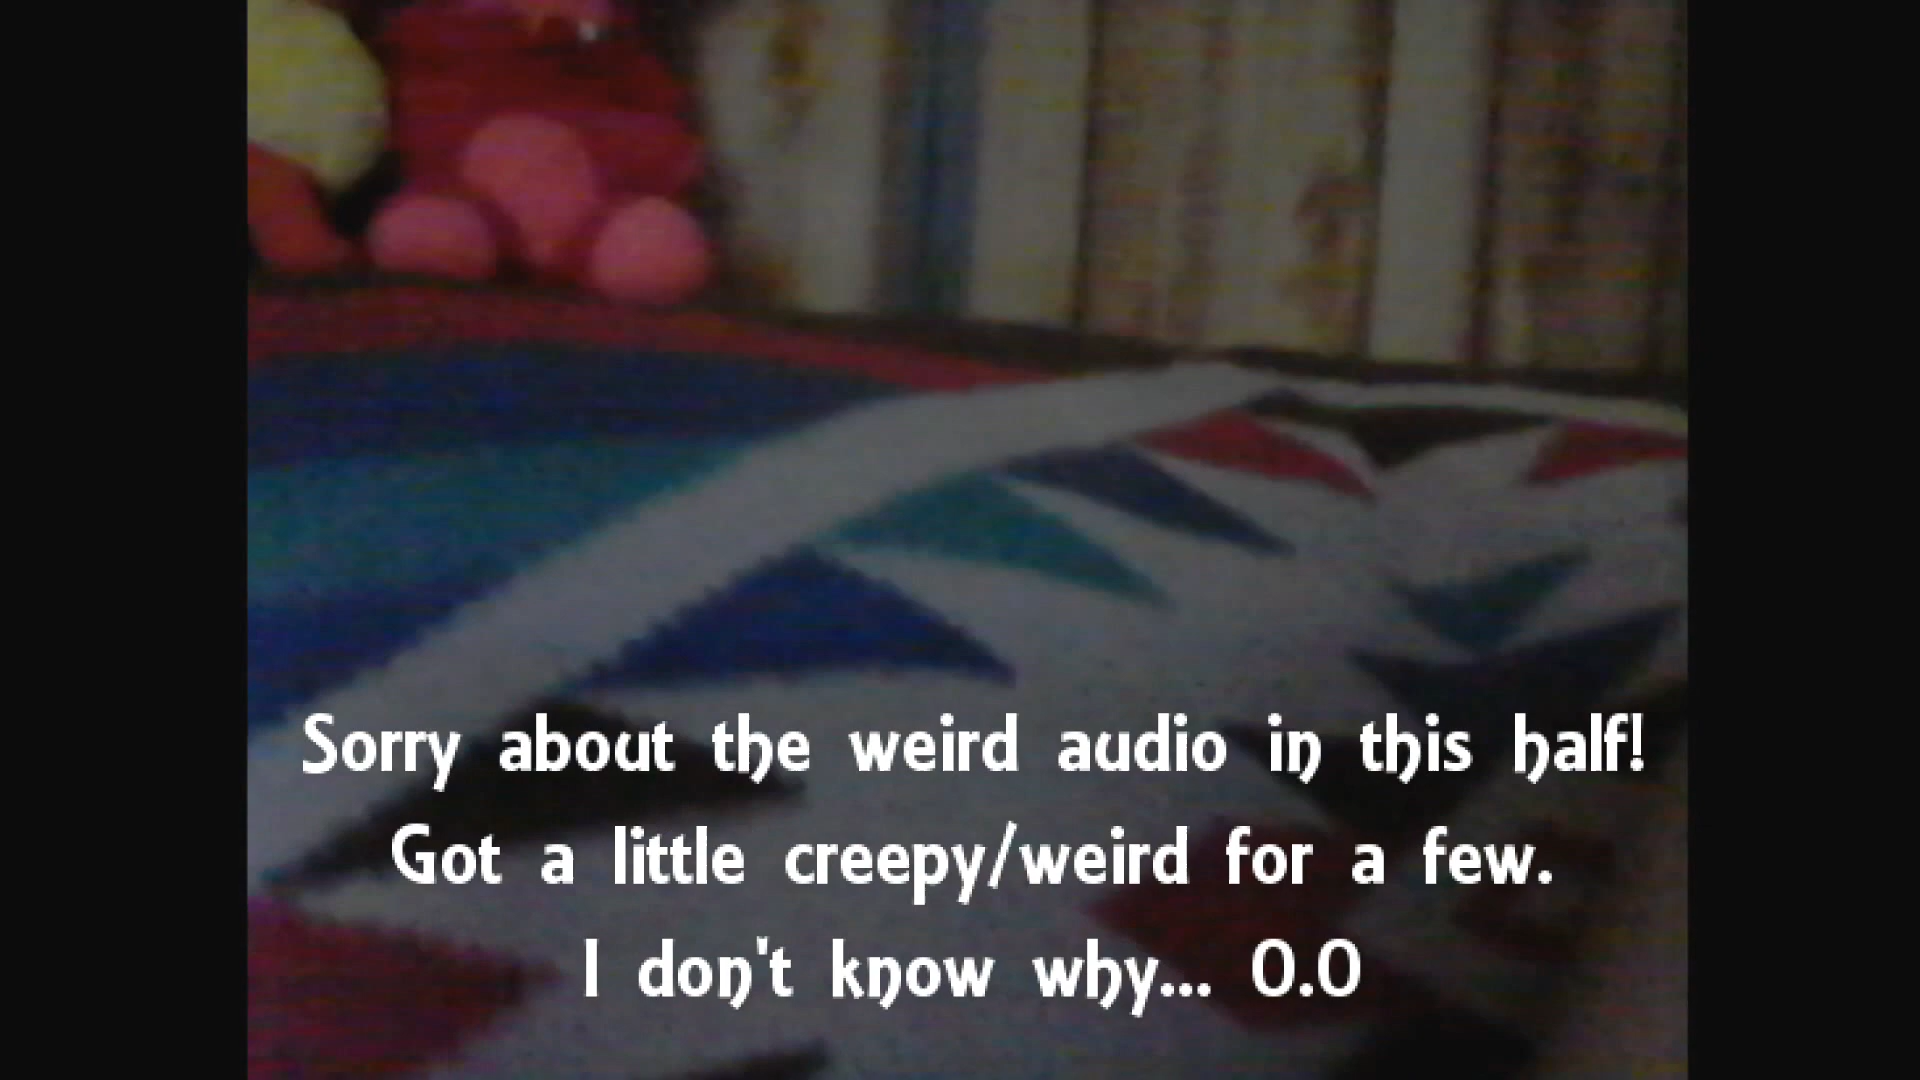 Sorry about the weird audio in this half!
Got a little creepy/weird for a few.
I don't know why... 0.0